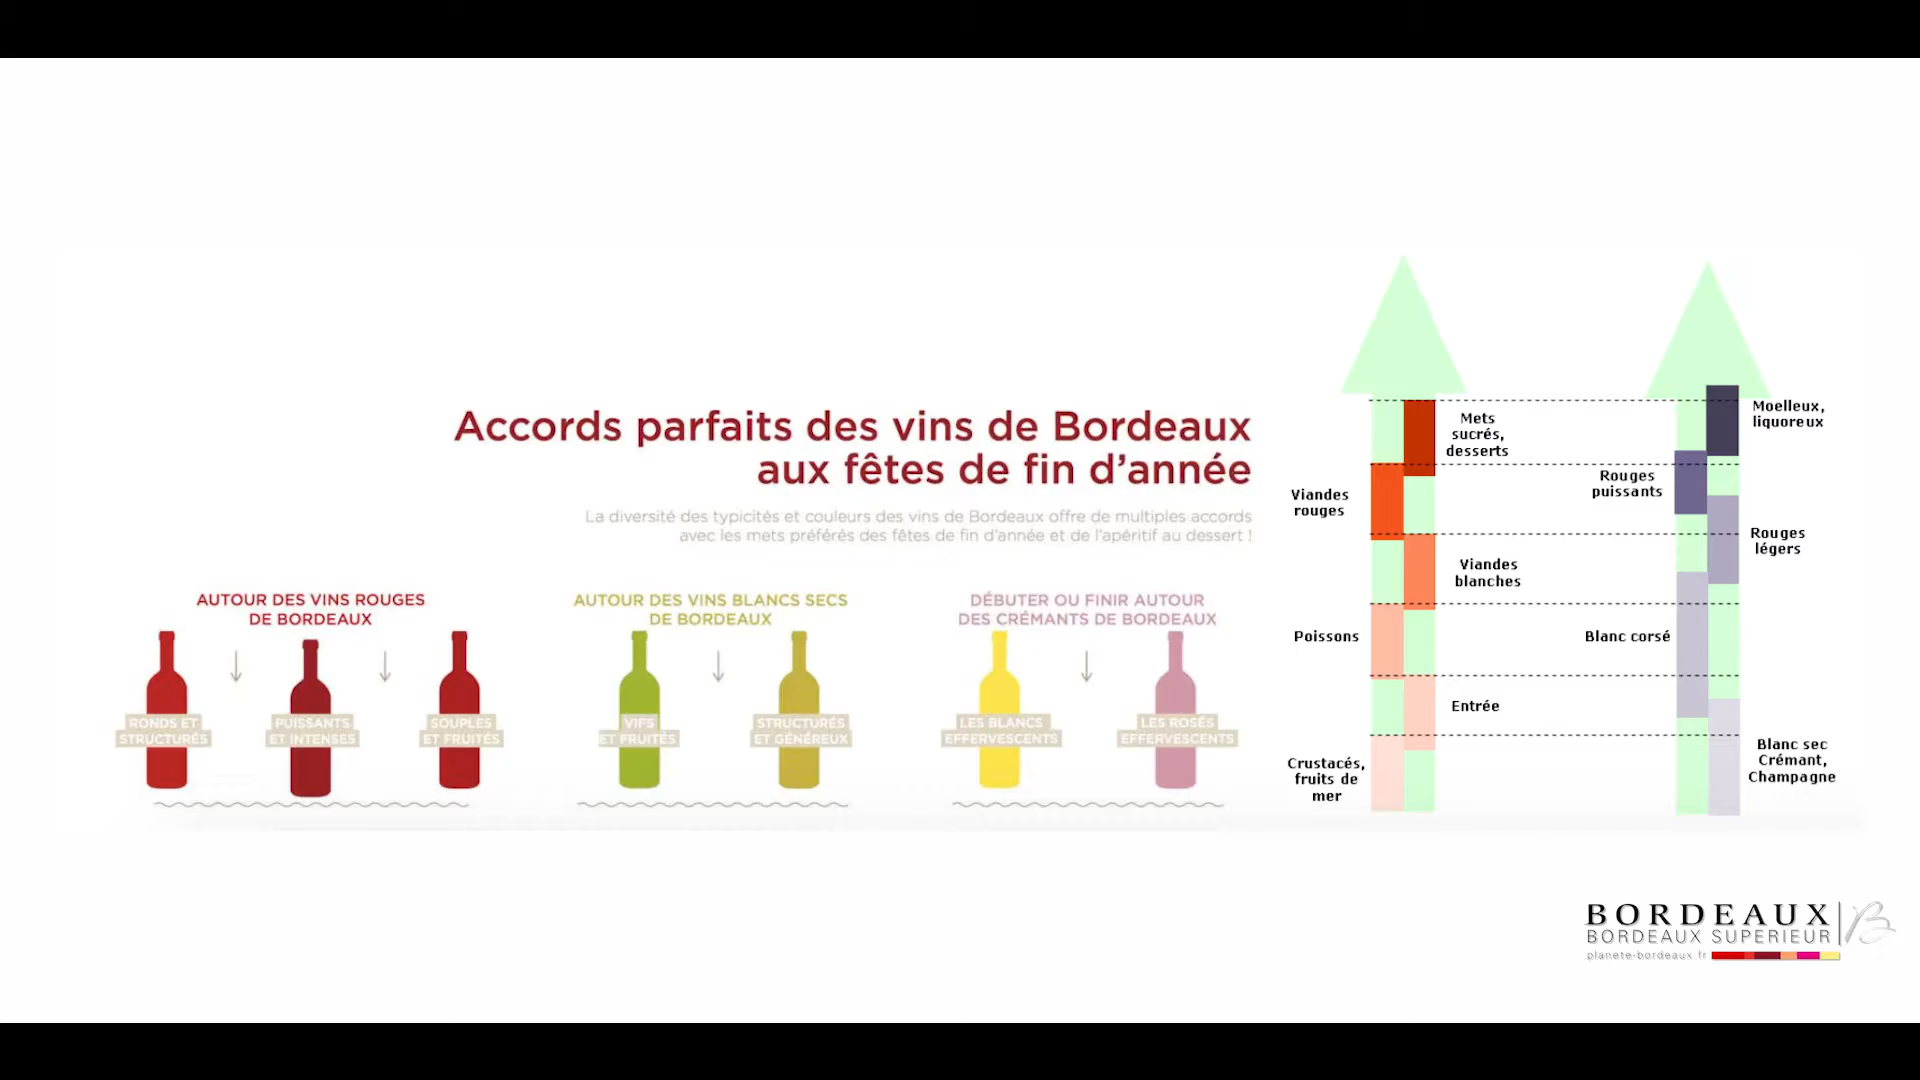 Accords parfaits des vins de Bordeaux
aux fêtes de fin d'année
La diversité des typicités et couleurs des vins de Bordeaux offre de multiples accords
avec les mets préférés des fêtes de fin d'année et de l'apéritif au dessert !
AUTOUR DES VINS ROUGES
DE BORDEAUX
RONDS ET
STRUCTURÉS
PUISSANTS
ET INTENSES
SOUPLES
ET FRUITÉS
AUTOUR DES VINS BLANCS SECS
DE BORDEAUX
VIFS
ET FRUITÉS
STRUCTURÉS
ET GÉNÉREUX
DÉBUTER OU FINIR AUTOUR
DES CRÉMANTS DE BORDEAUX
LES BLANCS
EFFERVESCENTS
LES ROSÉS
EFFERVESCENTS
Mets
sucrés,
desserts
Viandes
rouges
Viandes
blanches
Poissons
Entrée
Crustacés,
fruits de
mer
Moelleux,
liquoreux
Rouges
puissants
Rouges
légers
Blanc corsé
Blanc sec
Crémant,
Champagne
BORDEAUX B
BORDEAUX SUPERIEUR
planete-bordeaux.fr